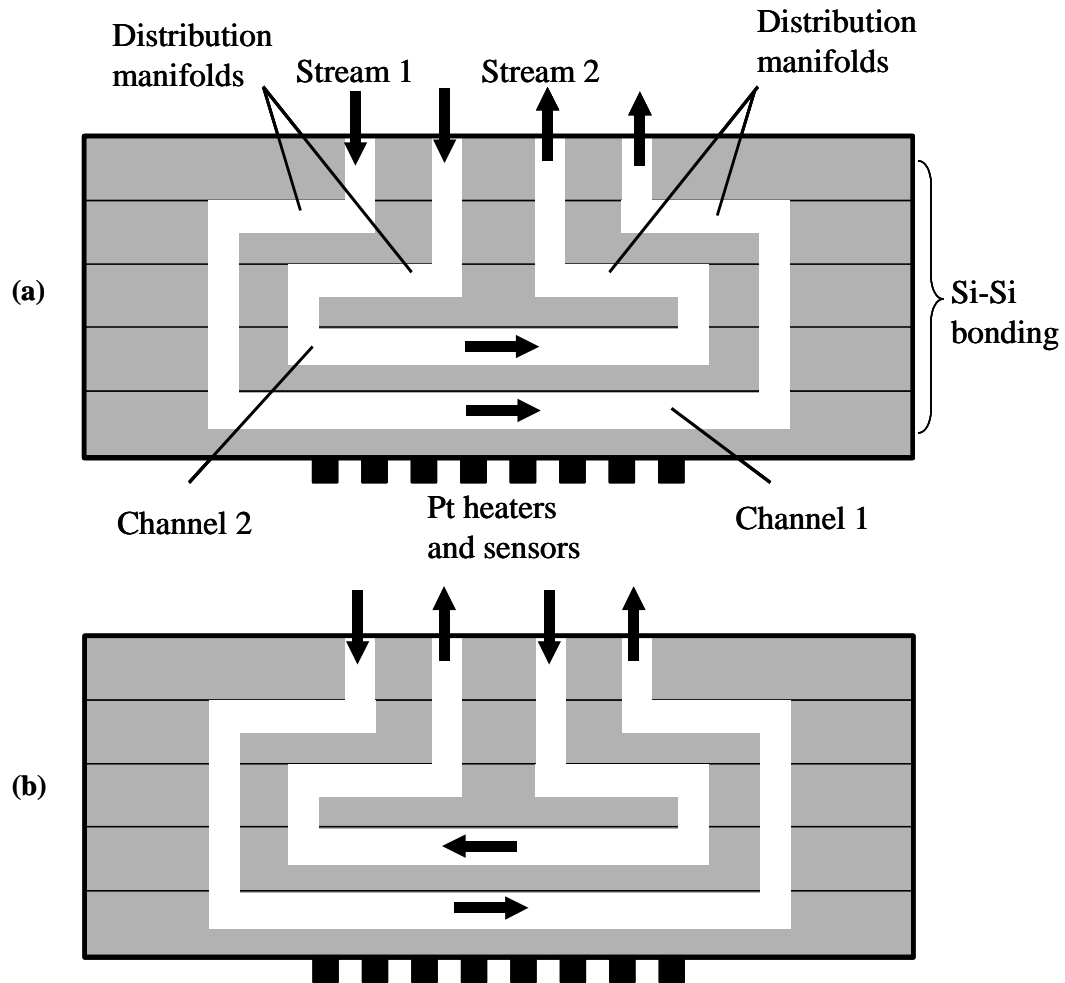 Distribution
manifolds
Stream 1
Stream 2
Distribution
manifolds
(a)
Si-Si
bonding
Channel 2
Pt heaters
and sensors
Channel 1
(b)